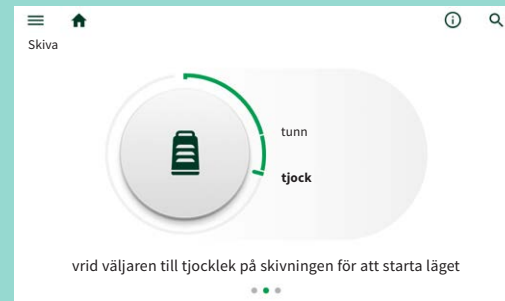 Skiva
tunn
tjock
vrid väljaren till tjocklek på skivningen för att starta läget